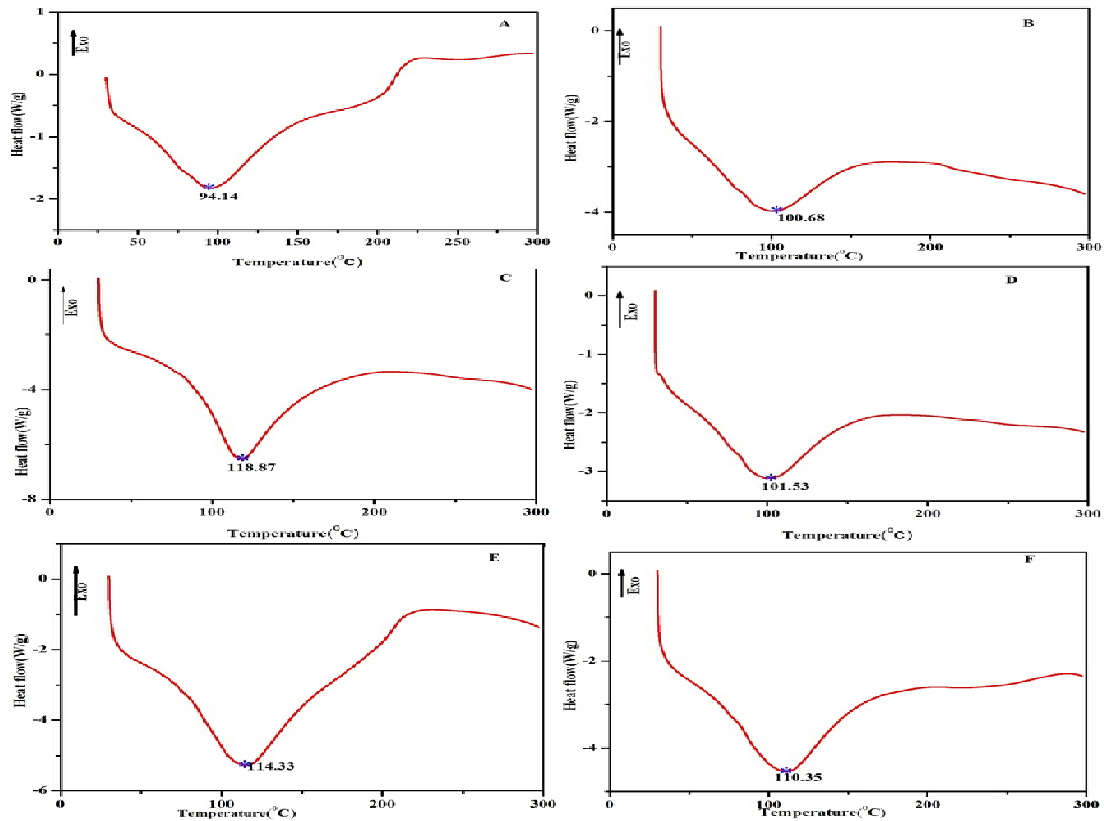 A
Exo
Heat flow(W/g)
1
0
-1
-2
94.14
0 50 100 150 200 250 300
Temperature(°C)
B
Exo
Heat flow(W/g)
0
-2
-4
100.68
0 100 200 300
Temperature(°C)
C
Exo
Heat flow(W/g)
0
-4
-8
118.87
0 100 200 300
Temperature(°C)
D
Exo
Heat flow(W/g)
0
-1
-2
-3
101.53
0 100 200 300
Temperature(°C)
E
Exo
Heat flow(W/g)
0
-2
-4
-6
114.33
0 100 200 300
Temperature(°C)
F
Exo
Heat flow(W/g)
0
-2
-4
110.35
0 100 200 300
Temperature(°C)